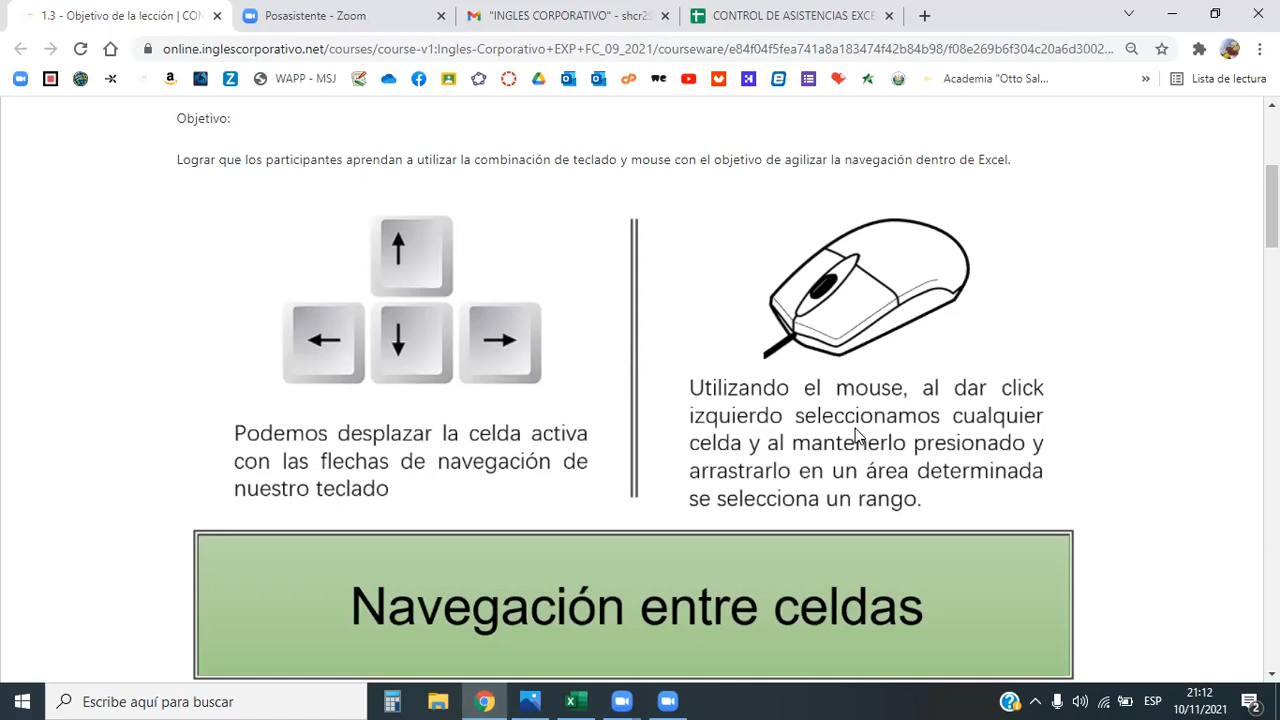 1.3 - Objetivo de la lección | CON
Posasistente - Zoom
"INGLES CORPORATIVO" - shcr2
CONTROL DE ASISTENCIAS EXCE
online.inglescorporativo.net/courses/course-v1:Ingles-Corporativo+EXP+FC_09_2021/courseware/e84f04f5fea741a8a183474f42b84b98/f08e269b6f304c20a6d3002...
WAPP - MSJ
Academia "Otto Sal...
Lista de lectura
Objetivo:
Lograr que los participantes aprendan a utilizar la combinación de teclado y mouse con el objetivo de agilizar la navegación dentro de Excel.
Podemos desplazar la celda activa
con las flechas de navegación de
nuestro teclado
Utilizando el mouse, al dar click
izquierdo seleccionamos cualquier
celda y al mantenerlo presionado y
arrastrarlo en un área determinada
se selecciona un rango.
Navegación entre celdas
Escribe aquí para buscar
ESP
21:12
10/11/2021
2